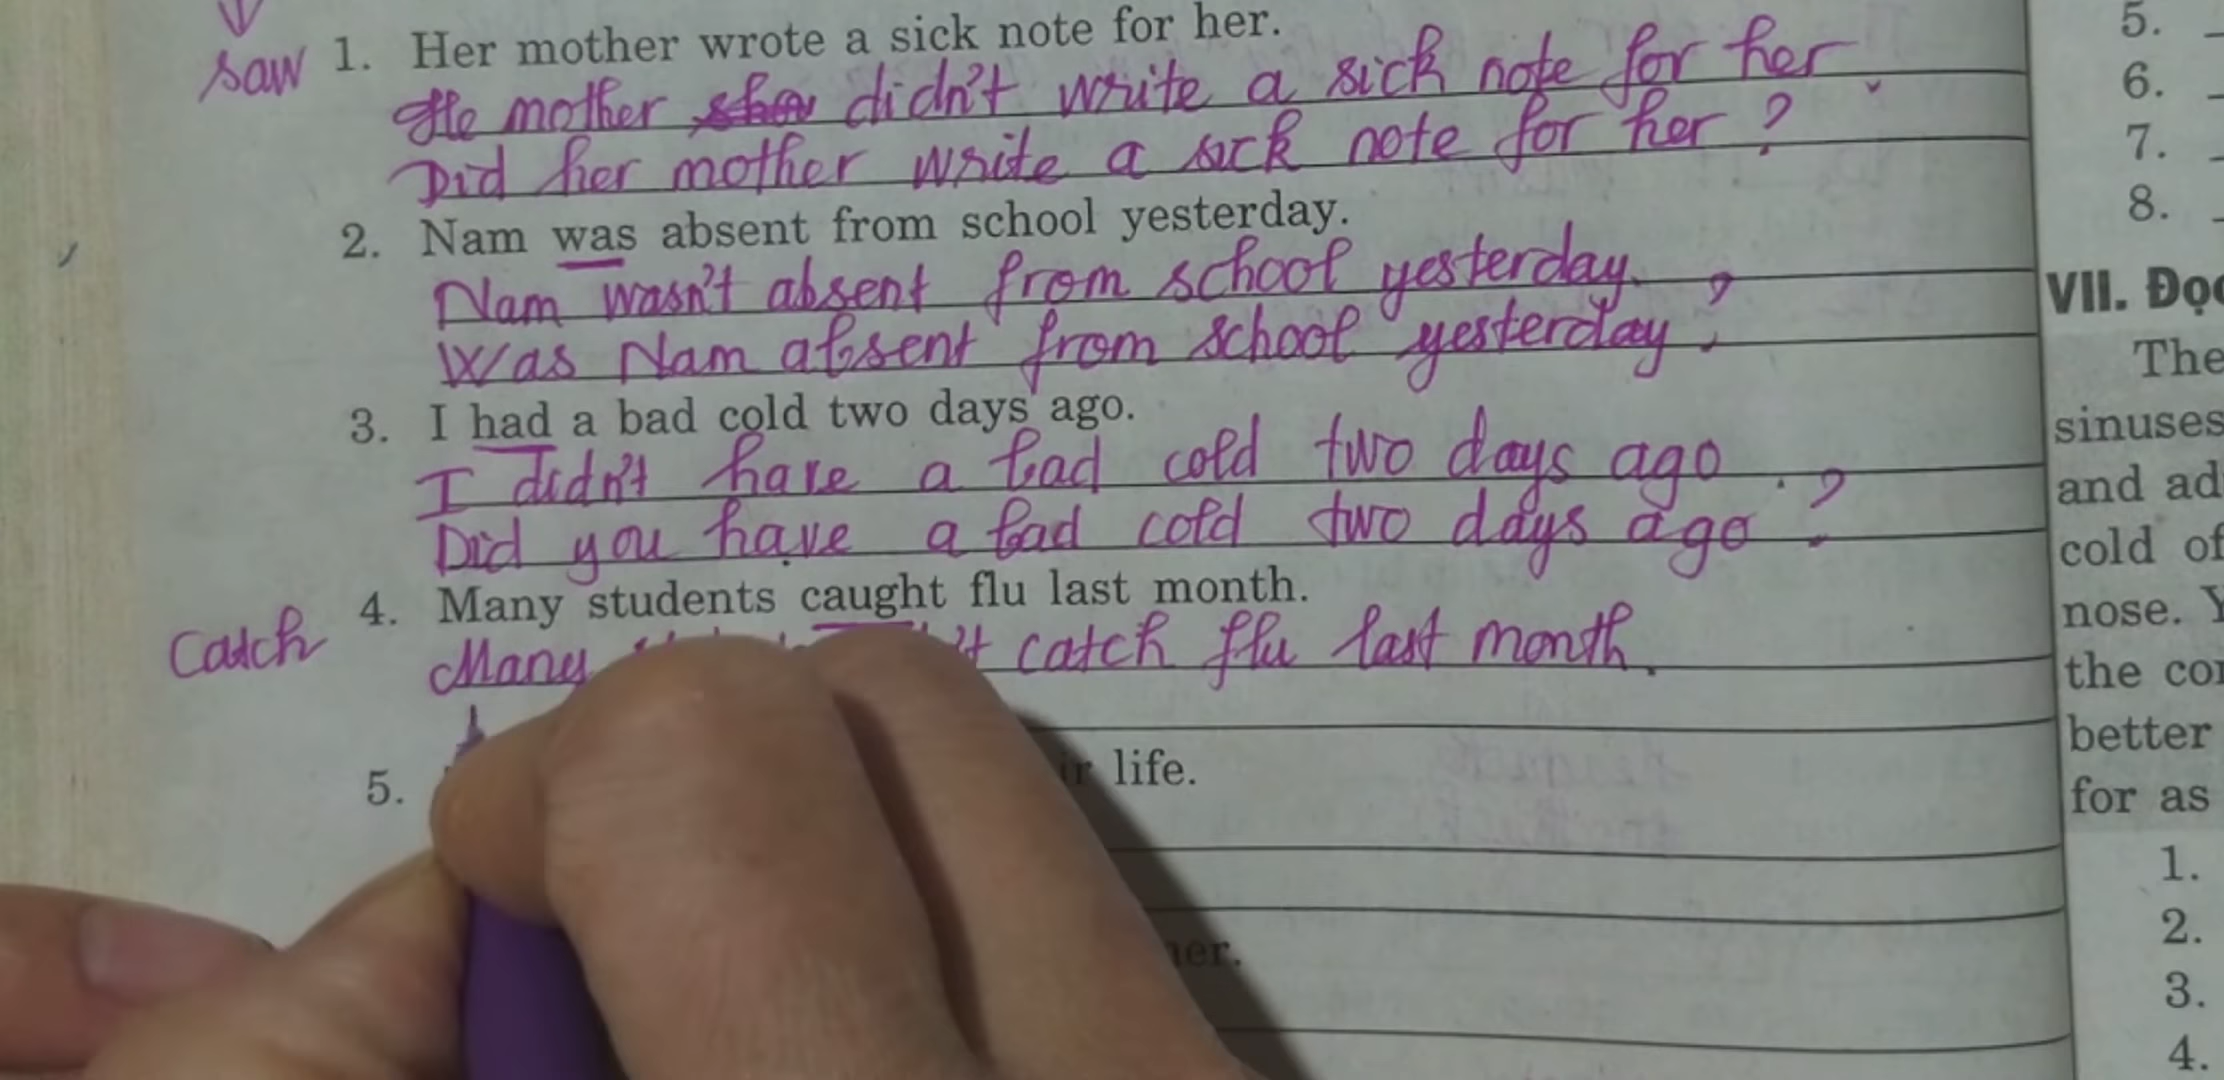 saw
1. Her mother wrote a sick note for her.
He mother didn't write a sick note for her.
Did her mother write a sick note for her?
2. Nam was absent from school yesterday.
Nam wasn't absent from school yesterday
Was Nam absent from school yesterday?
3. I had a bad cold two days ago.
I didn't have a bad cold two days ago.
Did you have a bad cold two days ago?
4. Many students caught flu last month.
catch
Many catch flu last month.
5. life.
5.
6.
7.
8.
VII.
The
sinuses
and
cold of
nose.
the
better
for as
1.
2.
3.
4.